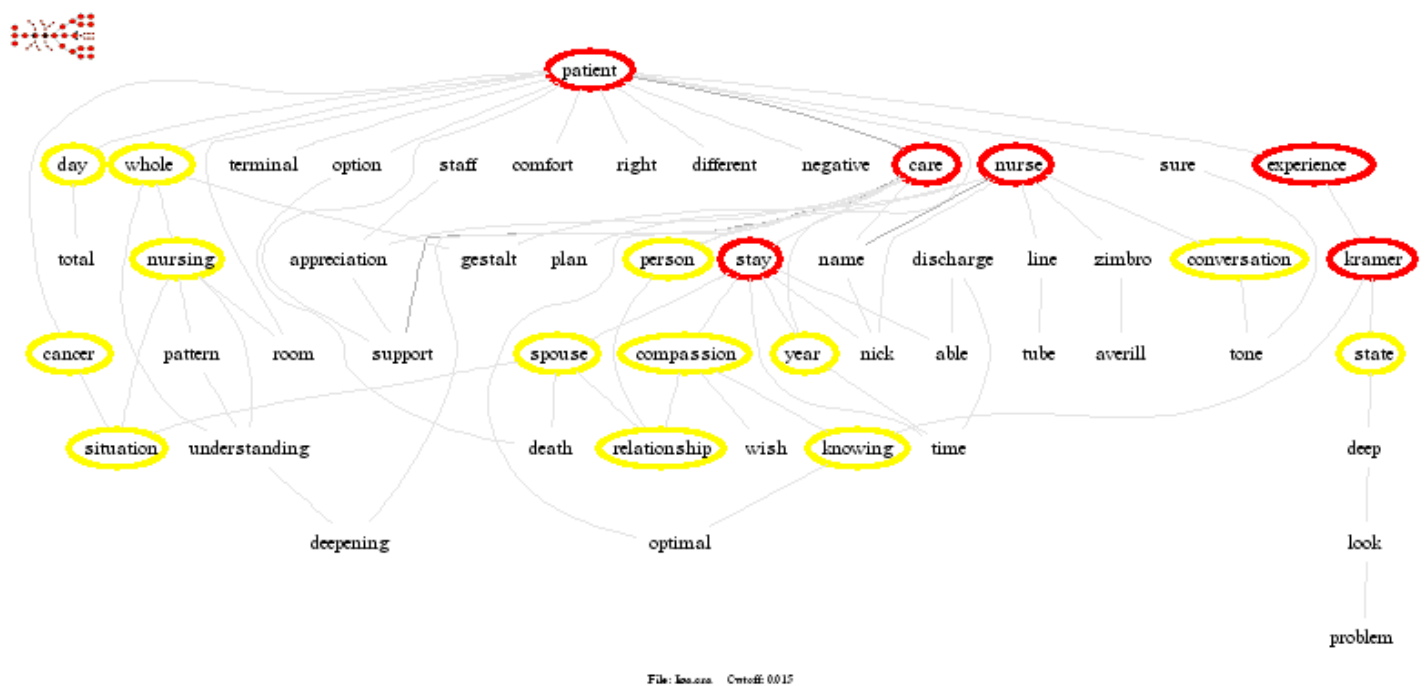 patient
day whole terminal option staff comfort right different negative care nurse sure experience
total nursing appreciation gestalt plan person stay name discharge line zimbro conversation kramer
cancer pattern room support spouse compassion year nick able tube averill tone state
situation understanding death relationship wish knowing time deep
deepening optimal look
problem
Cutoff: 0.015